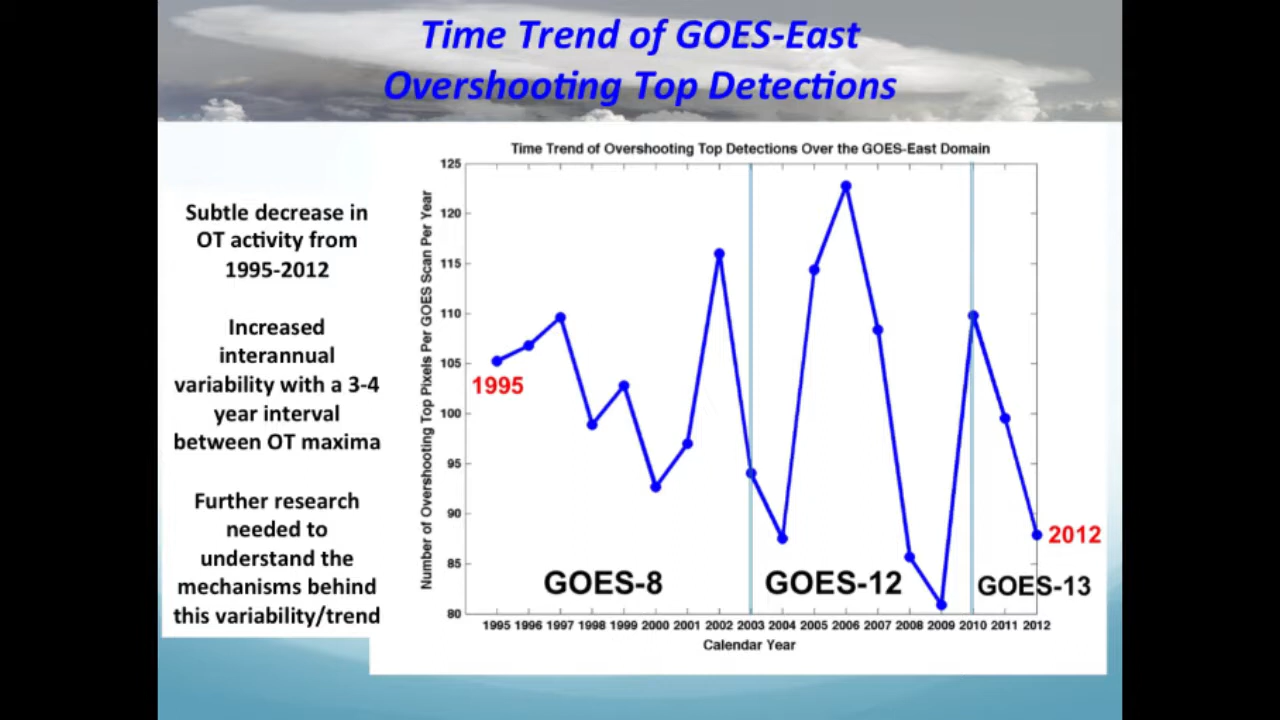 Time Trend of GOES-East
Overshooting Top Detections
Subtle decrease in
OT activity from
1995-2012
Increased
interannual
variability with a 3-4
year interval
between OT maxima
Further research
needed to
understand the
mechanisms behind
this variability/trend
Time Trend of Overshooting Top Detections Over the GOES-East Domain
Number of Overshooting Top Pixels Per GOES Scan Per Year
125
120
115
110
105
100
95
90
85
80
1995
2012
GOES-8
GOES-12
GOES-13
1995 1996 1997 1998 1999 2000 2001 2002 2003 2004 2005 2006 2007 2008 2009 2010 2011 2012
Calendar Year